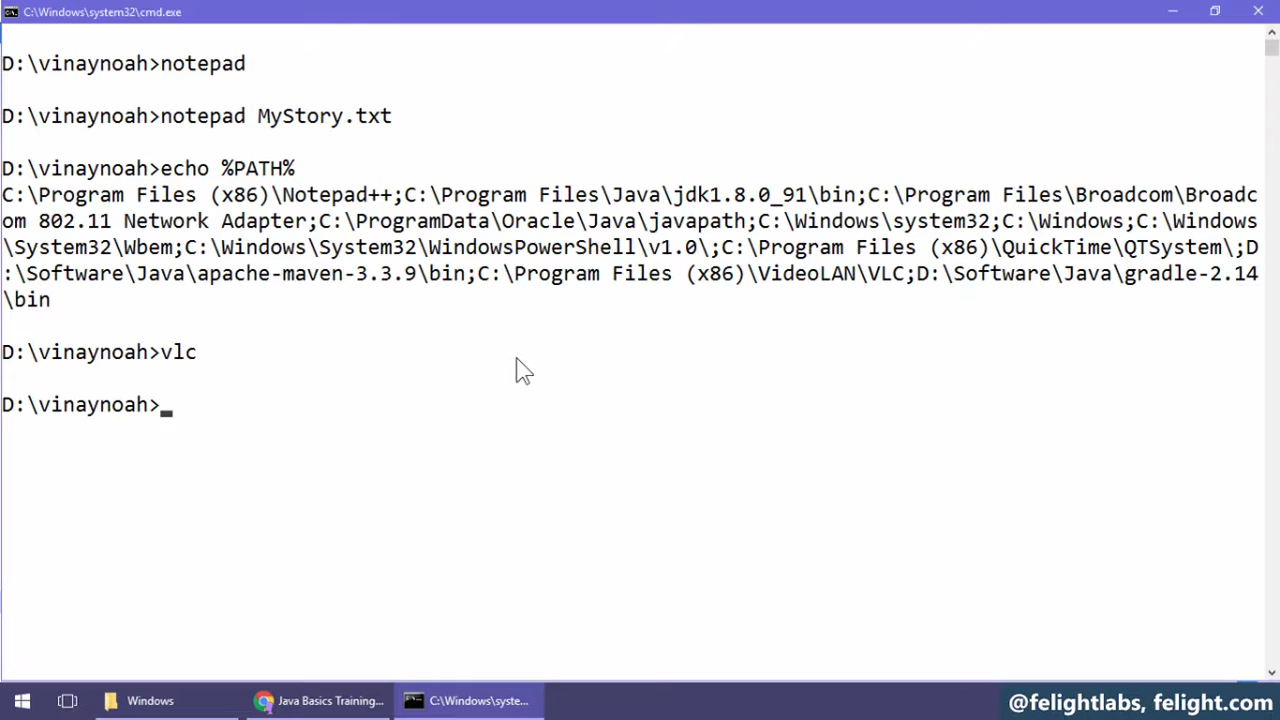 C:\Windows\system32\cmd.exe
D:\vinaynoah>notepad
D:\vinaynoah>notepad MyStory.txt
D:\vinaynoah>echo %PATH%
C:\Program Files (x86)\Notepad++;C:\Program Files\Java\jdk1.8.0_91\bin;C:\Program Files\Broadcom\Broadc
om 802.11 Network Adapter;C:\ProgramData\Oracle\Java\javapath;C:\Windows\system32;C:\Windows;C:\Windows
\System32\Wbem;C:\Windows\System32\WindowsPowerShell\v1.0\;C:\Program Files (x86)\QuickTime\QTSystem\;D
:\Software\Java\apache-maven-3.3.9\bin;C:\Program Files (x86)\VideoLAN\VLC;D:\Software\Java\gradle-2.14
\bin
D:\vinaynoah>vlc
D:\vinaynoah>
Windows
Java Basics Training...
C:\Windows\syste...
@felightlabs, felight.com